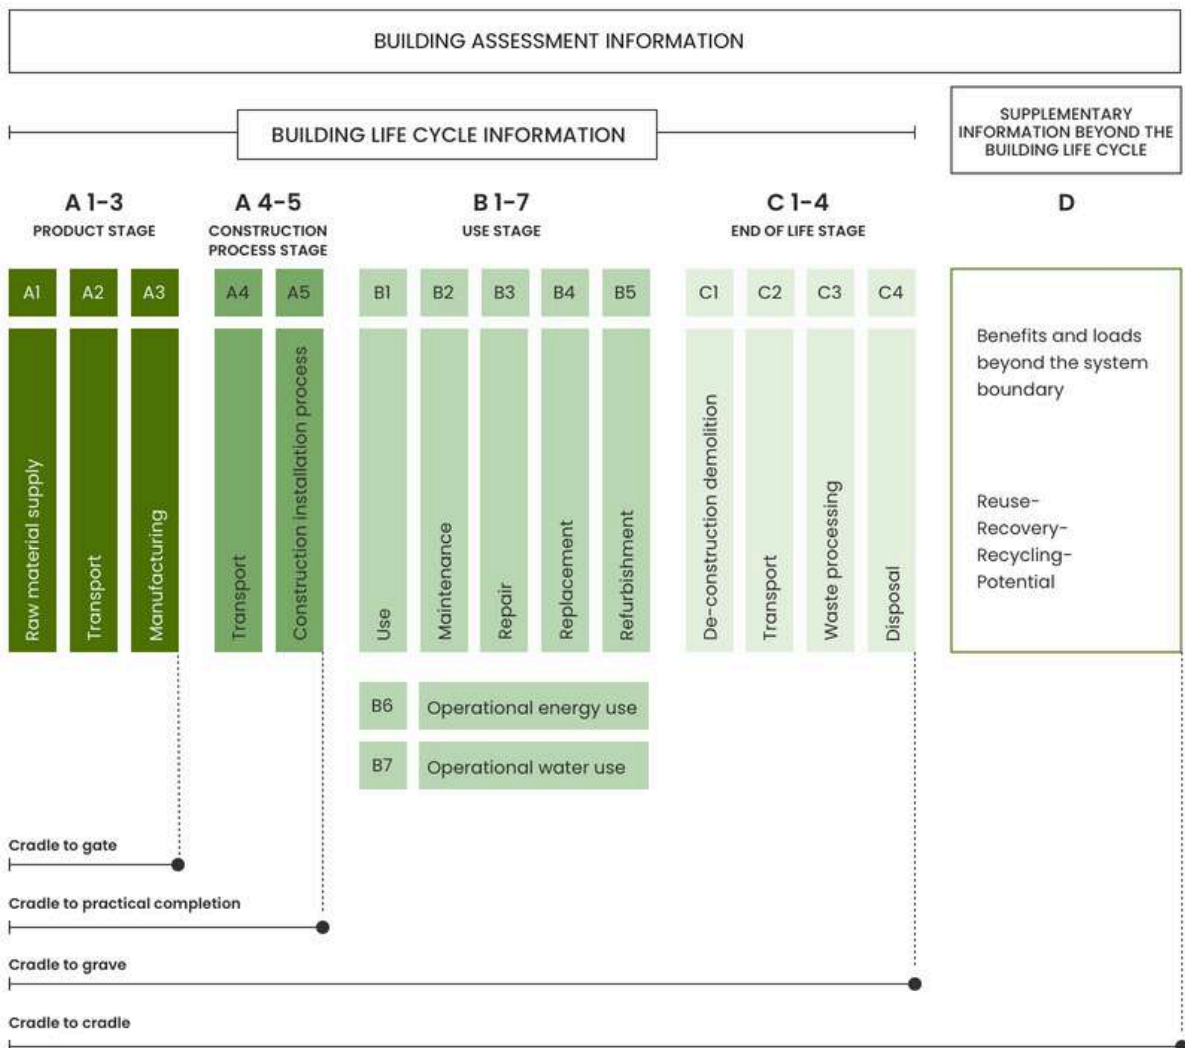 BUILDING ASSESSMENT INFORMATION
BUILDING LIFE CYCLE INFORMATION
SUPPLEMENTARY
INFORMATION BEYOND THE
BUILDING LIFE CYCLE
A 1-3
PRODUCT STAGE
A 4-5
CONSTRUCTION
PROCESS STAGE
B 1-7
USE STAGE
C 1-4
END OF LIFE STAGE
D
A1
A2
A3
A4
A5
B1
B2
B3
B4
B5
C1
C2
C3
C4
Raw material supply
Transport
Manufacturing
Transport
Construction installation process
Use
Maintenance
Repair
Replacement
Refurbishment
De-construction demolition
Transport
Waste processing
Disposal
Benefits and loads
beyond the system
boundary
Reuse-
Recovery-
Recycling-
Potential
B6
Operational energy use
B7
Operational water use
Cradle to gate
Cradle to practical completion
Cradle to grave
Cradle to cradle